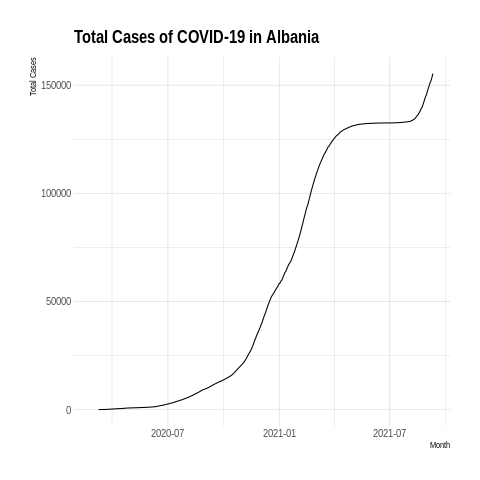 Total Cases of COVID-19 in Albania
Total Cases
150000
100000
50000
0
2020-07
2021-01
2021-07
Month